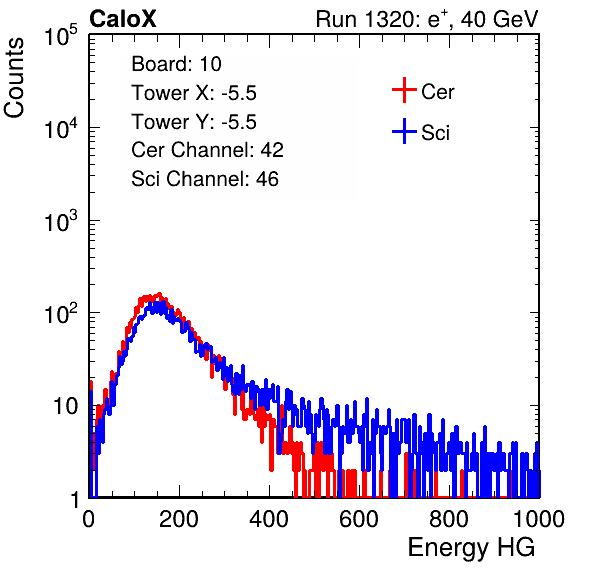 CaloX Run 1320: e⁺, 40 GeV
Counts
10⁵
10⁴
10³
10²
10
1
Board: 10
Tower X: -5.5
Tower Y: -5.5
Cer Channel: 42
Sci Channel: 46
Cer
Sci
0 200 400 600 800 1000
Energy HG